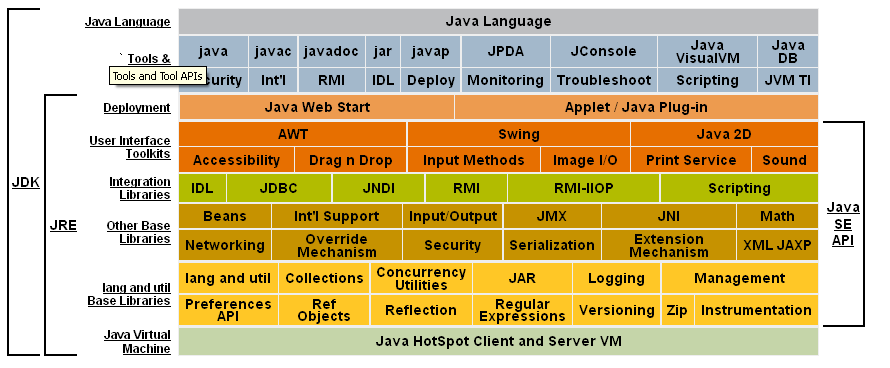 Java Language Java Language
java javac javadoc jar javap JPDA JConsole Java VisualVM Java DB
` Tools &
Tools and Tool APIs
Int'l RMI IDL Deploy Monitoring Troubleshoot Scripting JVM TI
Deployment Java Web Start Applet / Java Plug-in
User Interface Toolkits
AWT Swing Java 2D
Accessibility Drag n Drop Input Methods Image I/O Print Service Sound
Integration Libraries
IDL JDBC JNDI RMI RMI-IIOP Scripting
JDK
JRE
Java SE API
Other Base Libraries
Beans Int'l Support Input/Output JMX JNI Math
Networking Override Mechanism Security Serialization Extension Mechanism XML JAXP
lang and util Base Libraries
lang and util Collections Concurrency Utilities JAR Logging Management
Preferences API Ref Objects Reflection Regular Expressions Versioning Zip Instrumentation
Java Virtual Machine
Java HotSpot Client and Server VM